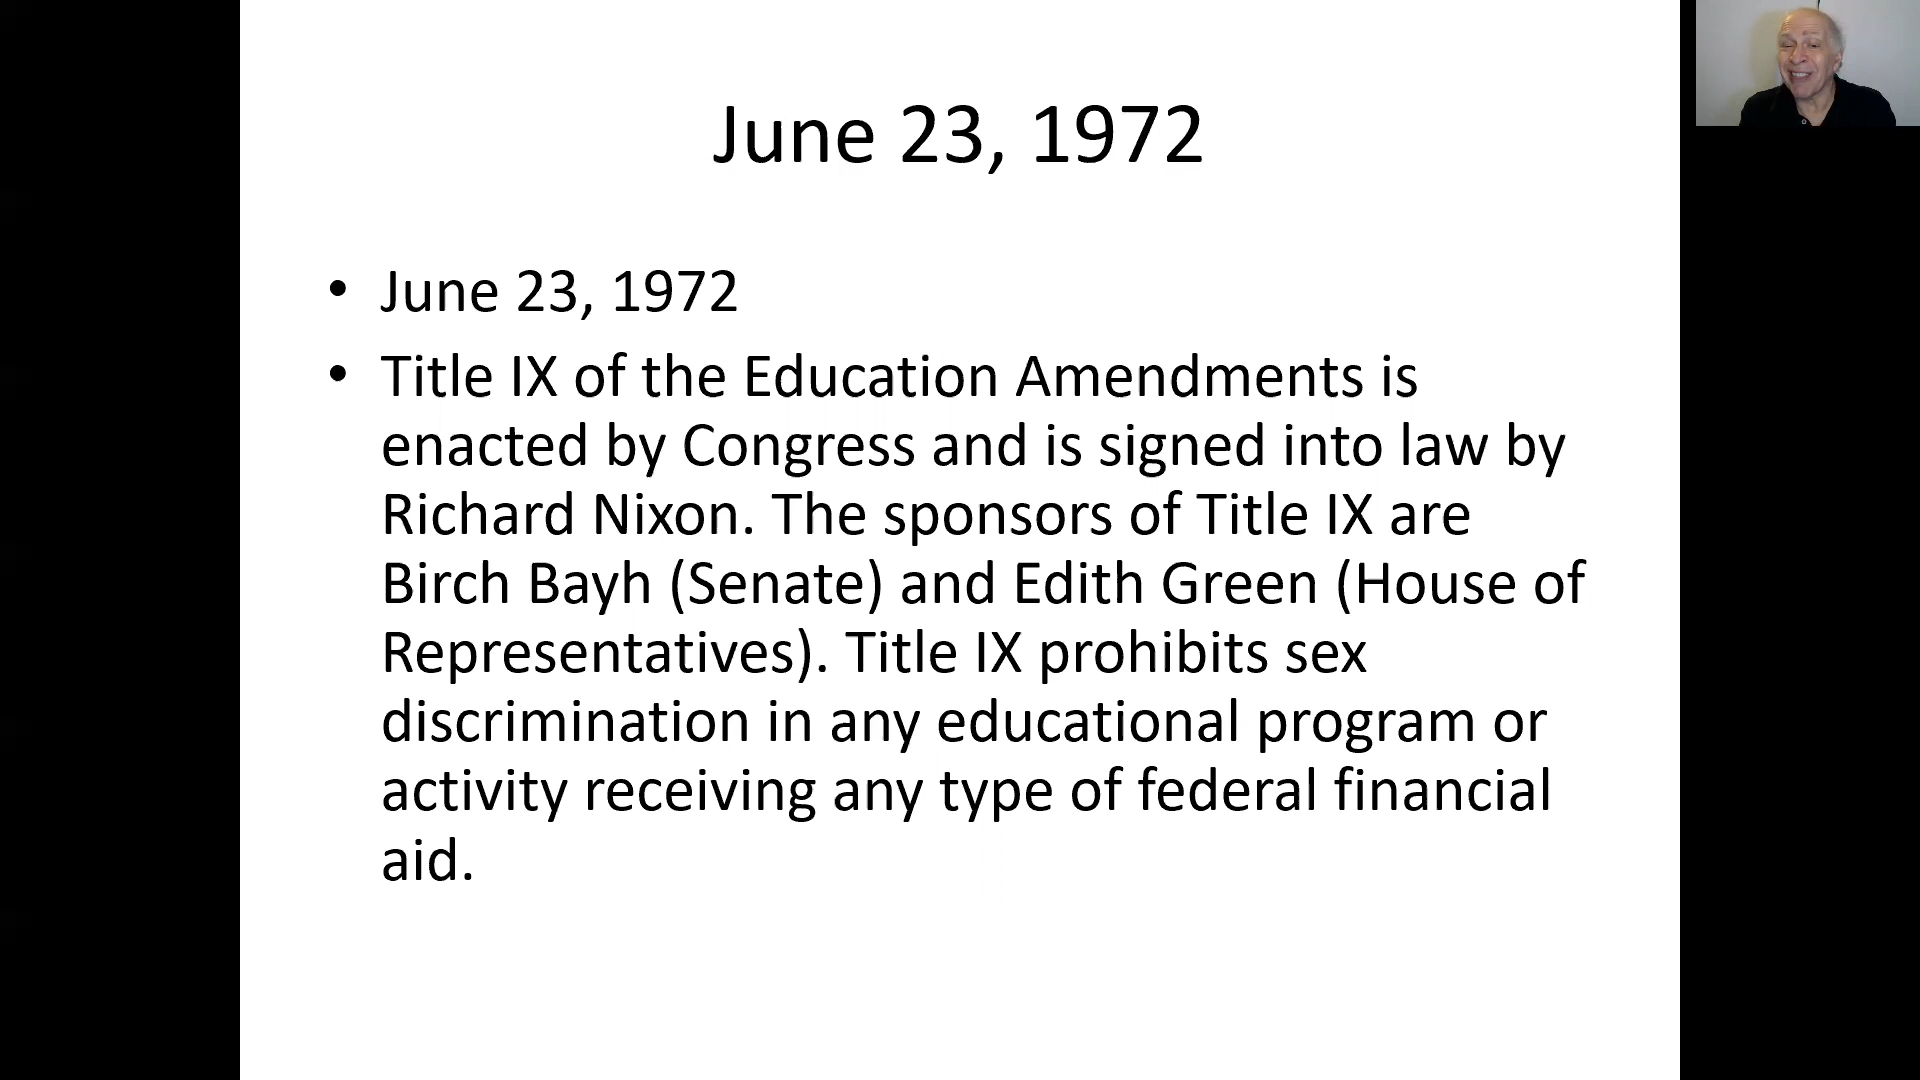 June 23, 1972
• June 23, 1972
• Title IX of the Education Amendments is
enacted by Congress and is signed into law by
Richard Nixon. The sponsors of Title IX are
Birch Bayh (Senate) and Edith Green (House of
Representatives). Title IX prohibits sex
discrimination in any educational program or
activity receiving any type of federal financial
aid.